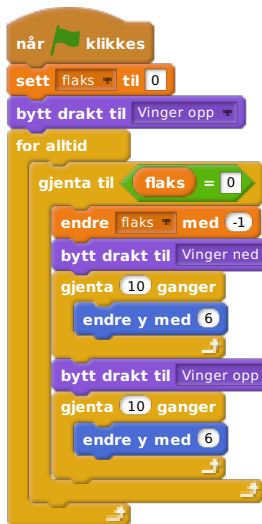 når klikkes
sett flaks til 0
bytt drakt til Vinger opp
for alltid
gjenta til flaks = 0
endre flaks med -1
bytt drakt til Vinger ned
gjenta 10 ganger
endre y med 6
bytt drakt til Vinger opp
gjenta 10 ganger
endre y med 6